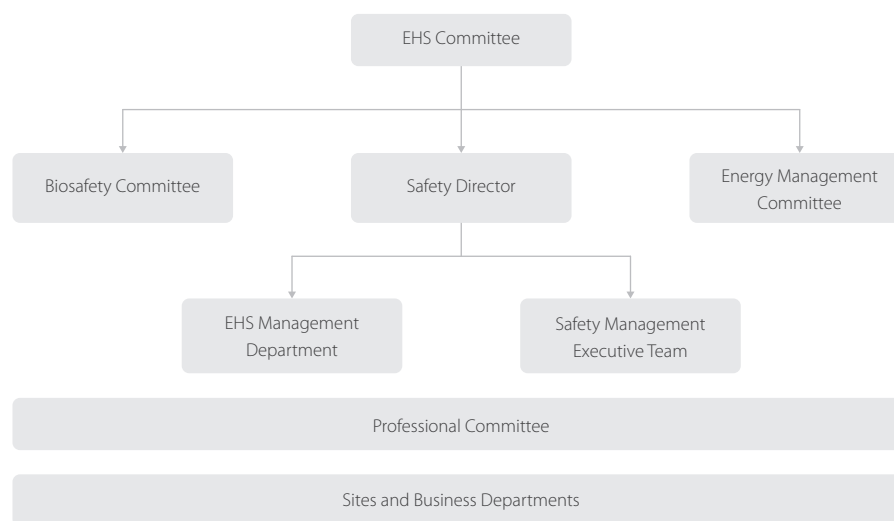 EHS Committee
Biosafety Committee
Safety Director
Energy Management
Committee
EHS Management
Department
Safety Management
Executive Team
Professional Committee
Sites and Business Departments